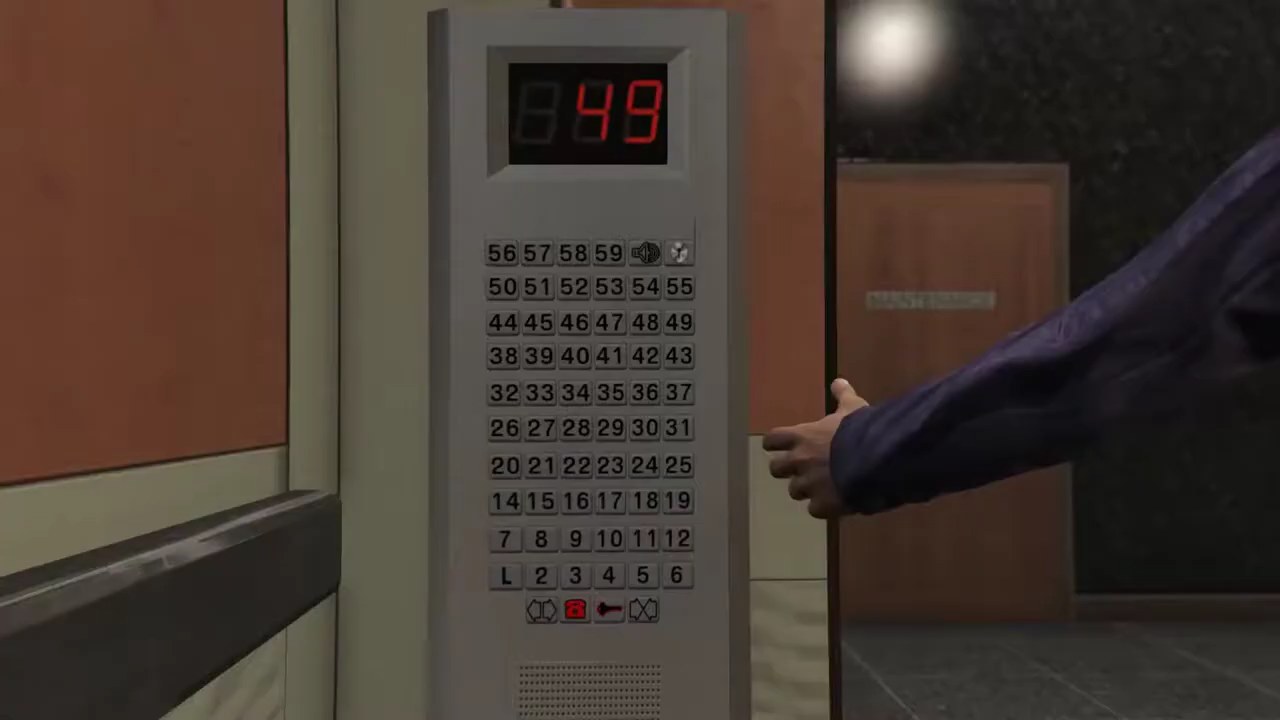 49
56 57 58 59
50 51 52 53 54 55
44 45 46 47 48 49
38 39 40 41 42 43
32 33 34 35 36 37
26 27 28 29 30 31
20 21 22 23 24 25
14 15 16 17 18 19
7 8 9 10 11 12
L 2 3 4 5 6
MAINTENANCE